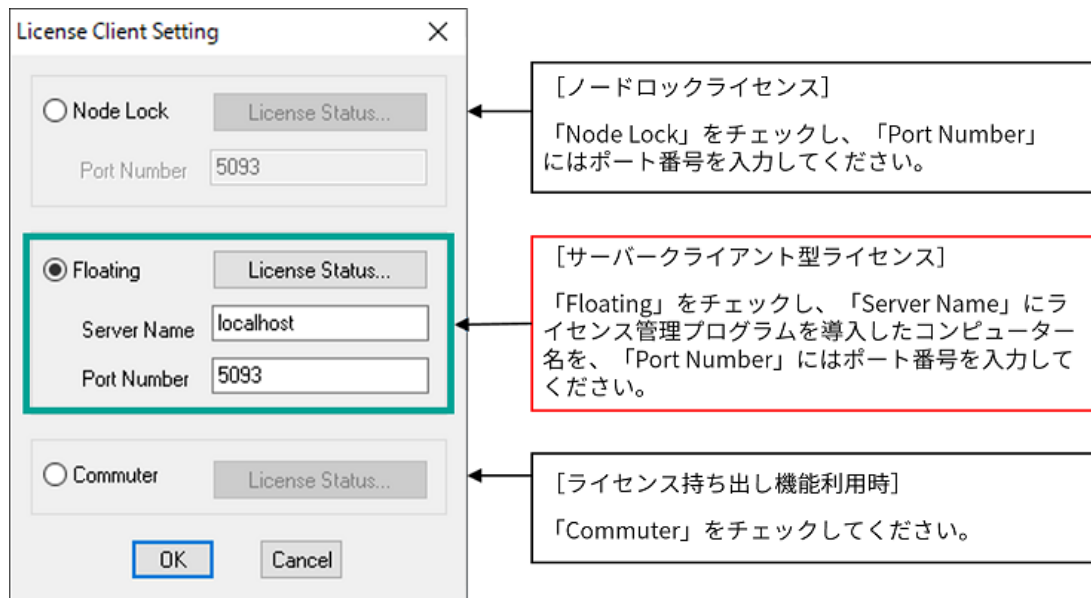 License Client Setting
Node Lock
License Status...
Port Number
5093
Floating
License Status...
Server Name
localhost
Port Number
5093
Commuter
License Status...
OK
Cancel
［ノードロックライセンス］
「Node Lock」をチェックし、「Port Number」
にはポート番号を入力してください。
［サーバークライアント型ライセンス］
「Floating」をチェックし、「Server Name」にラ
イセンス管理プログラムを導入したコンピューター
名を、「Port Number」にはポート番号を入力して
ください。
［ライセンス持ち出し機能利用時］
「Commuter」をチェックしてください。